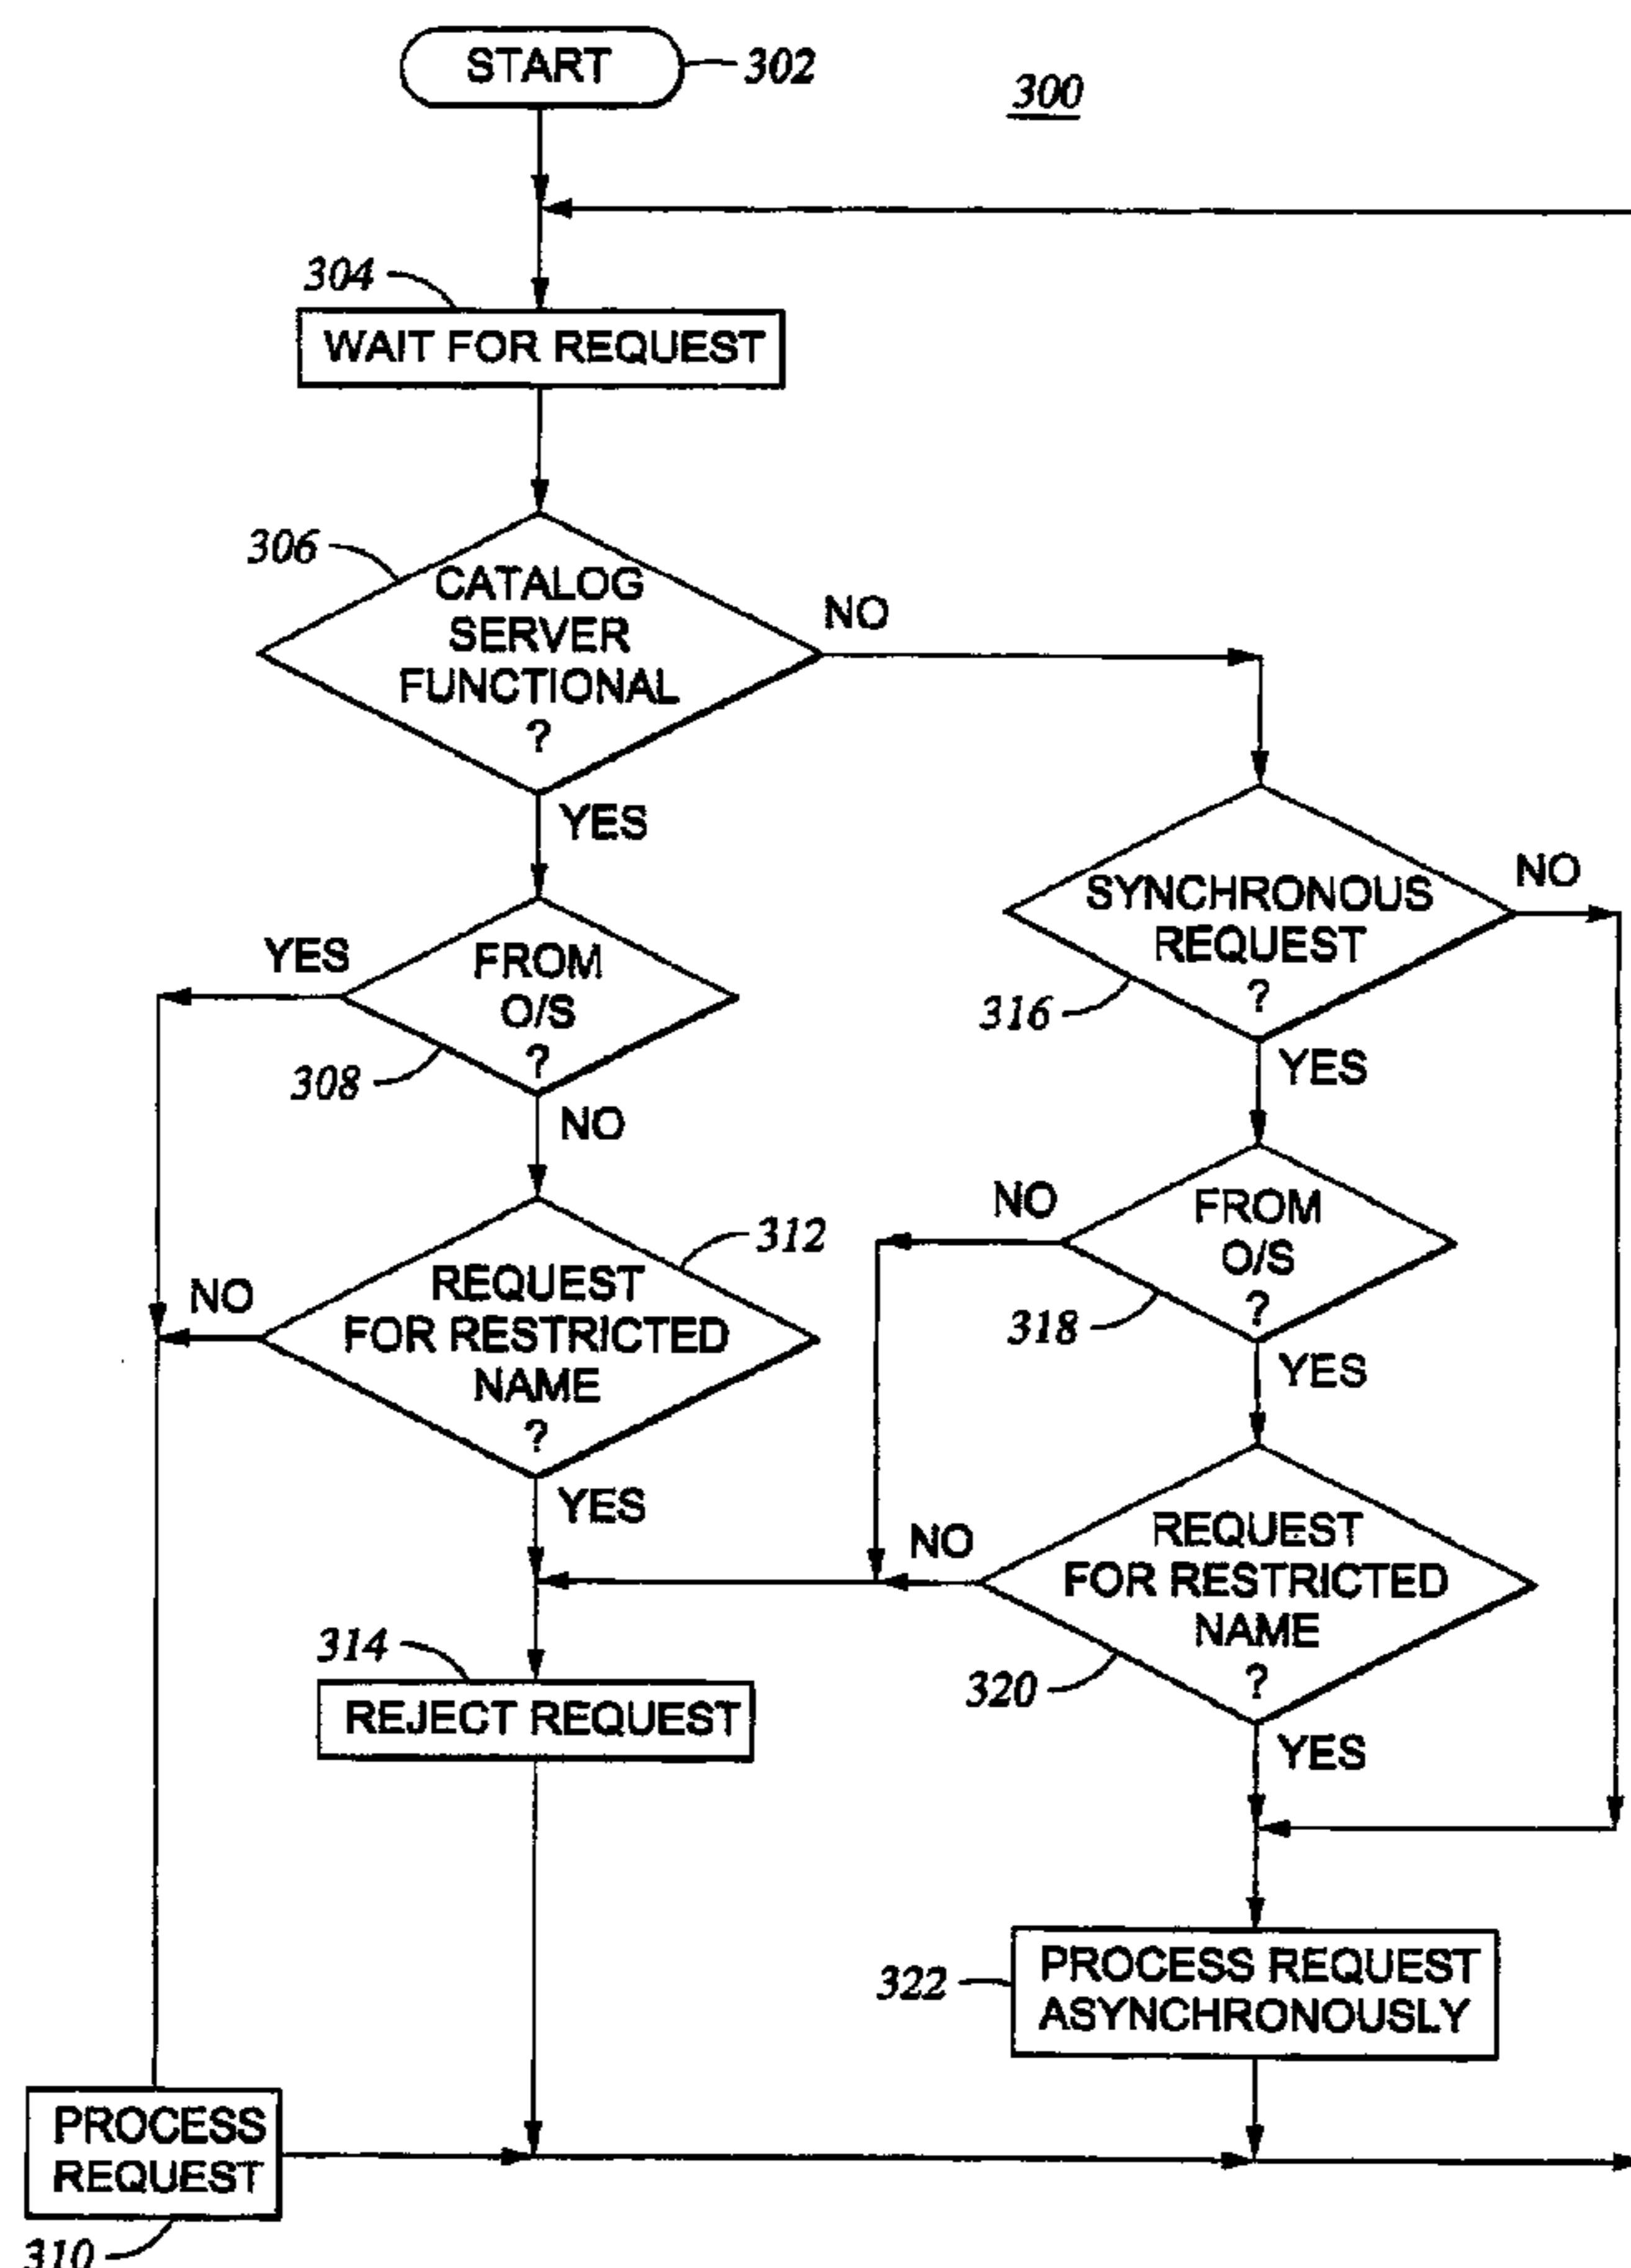 START
302
300
304
WAIT FOR REQUEST
306
CATALOG
SERVER
FUNCTIONAL
?
NO
YES
YES
FROM
O/S
?
308
NO
SYNCHRONOUS
REQUEST
?
NO
316
YES
NO
REQUEST
FOR RESTRICTED
NAME
?
312
YES
NO
FROM
O/S
?
318
YES
NO
REQUEST
FOR RESTRICTED
NAME
?
320
YES
314
REJECT REQUEST
322
PROCESS REQUEST
ASYNCHRONOUSLY
PROCESS
REQUEST
310